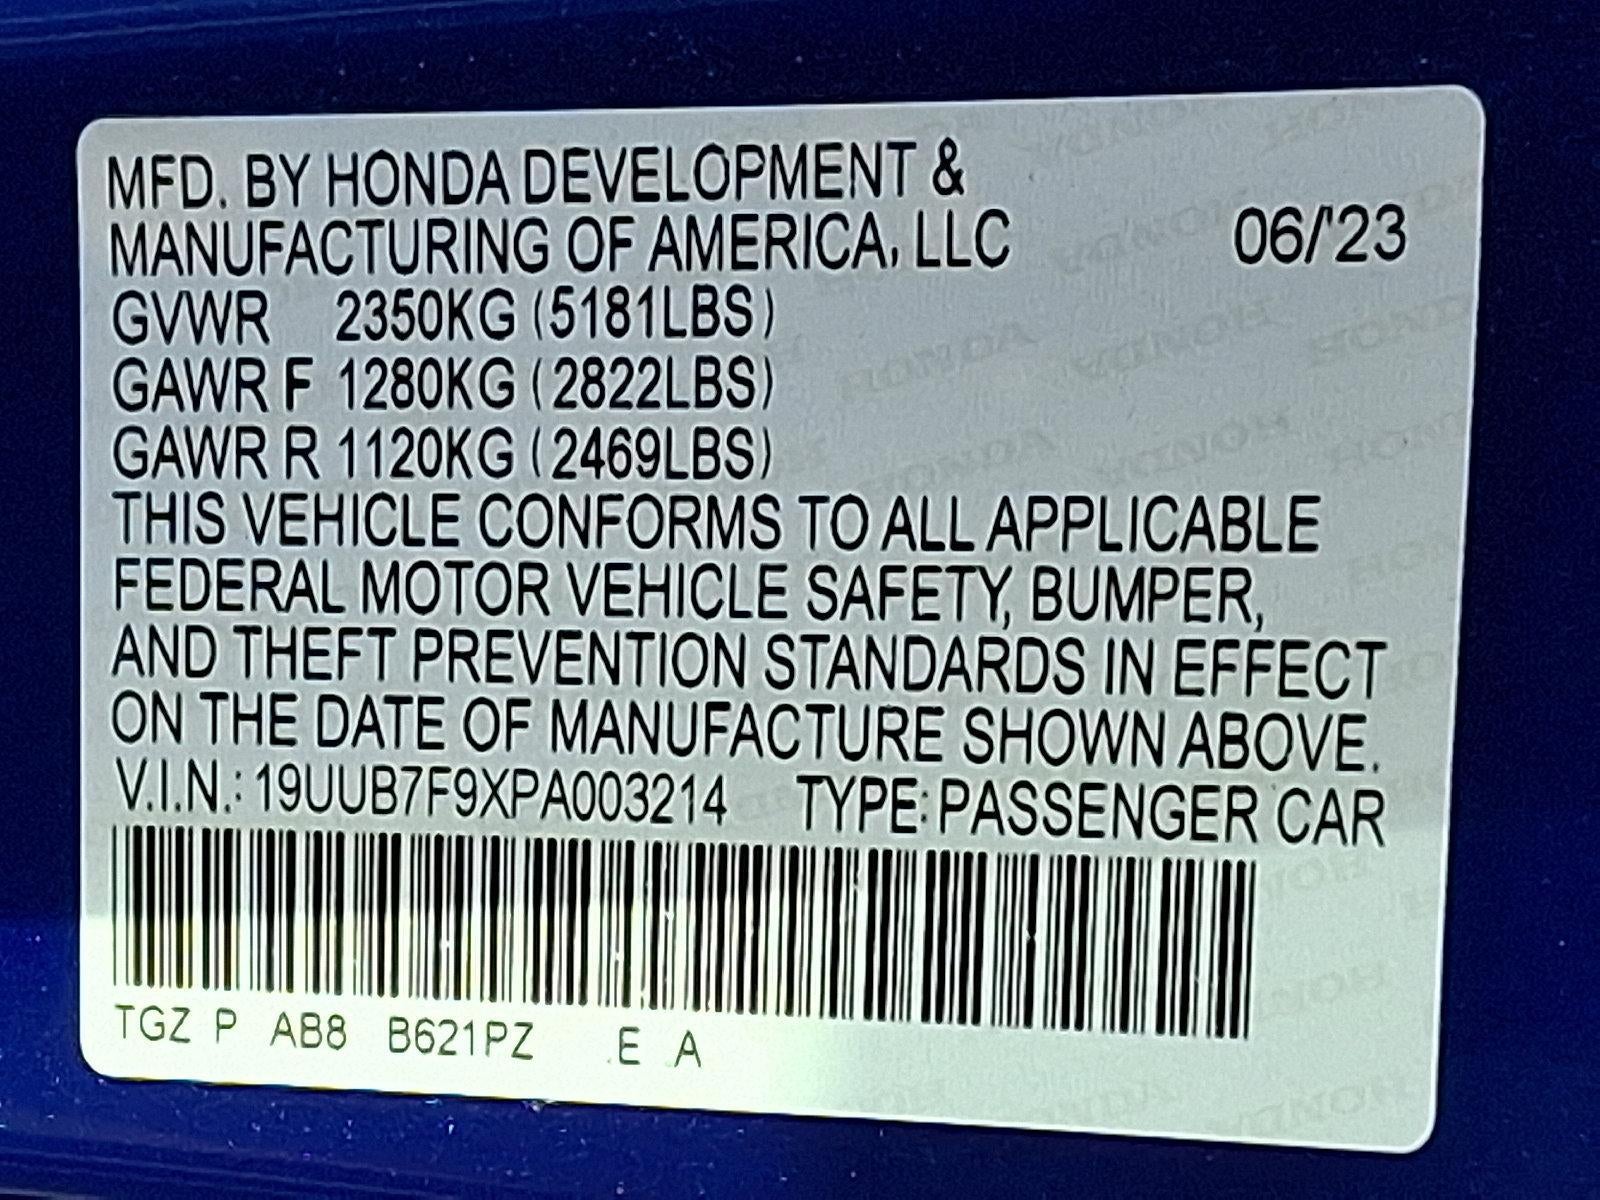 MFD. BY HONDA DEVELOPMENT &
MANUFACTURING OF AMERICA, LLC 06/'23
GVWR 2350KG (5181LBS)
GAWR F 1280KG (2822LBS)
GAWR R 1120KG (2469LBS)
THIS VEHICLE CONFORMS TO ALL APPLICABLE
FEDERAL MOTOR VEHICLE SAFETY, BUMPER,
AND THEFT PREVENTION STANDARDS IN EFFECT
ON THE DATE OF MANUFACTURE SHOWN ABOVE.
V.I.N.: 19UUB7F9XPA003214 TYPE: PASSENGER CAR
TGZ P AB8 B621PZ E A